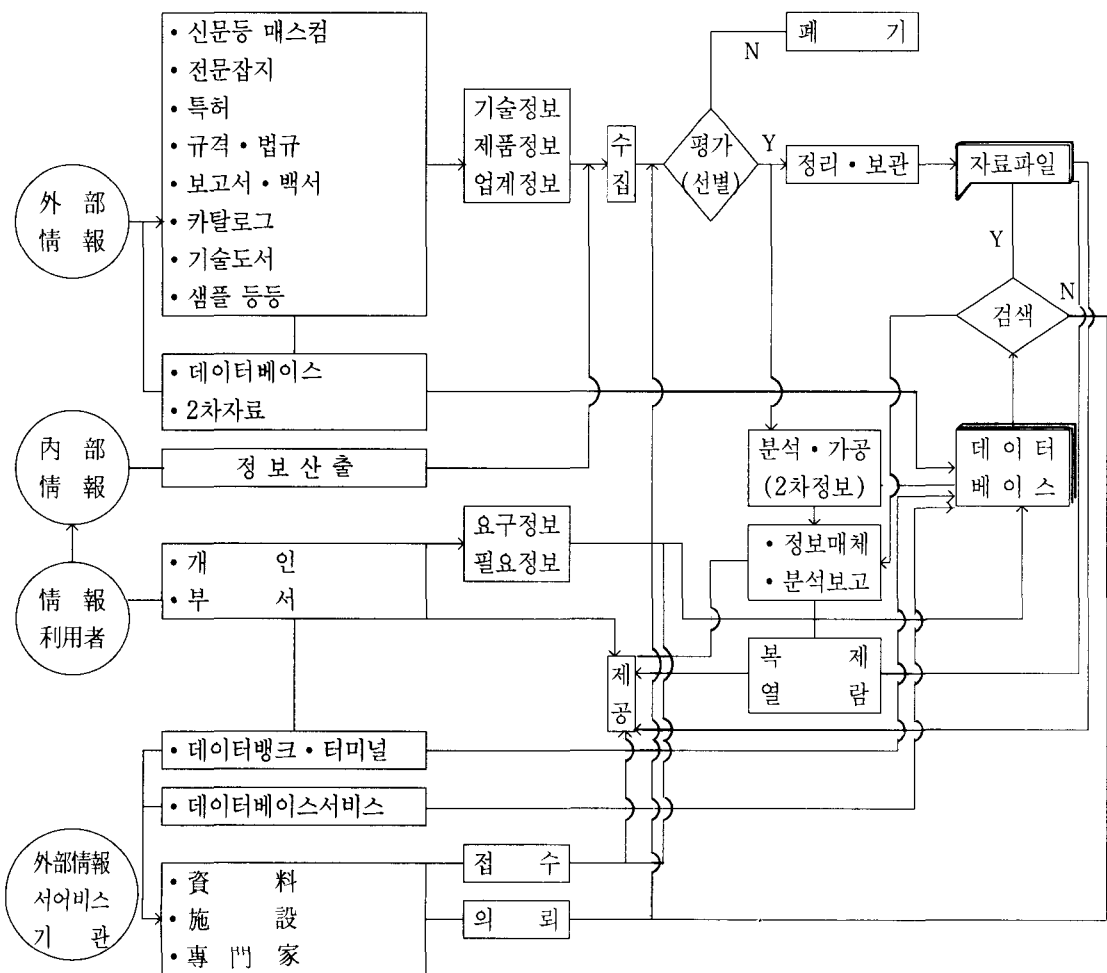 • 신문등 매스컴
• 전문잡지
• 특허
• 규격・법규
• 보고서・백서
• 카탈로그
• 기술도서
• 샘플 등등
外 部
情 報
• 데이터베이스
• 2차자료
기술정보
제품정보
업계정보
수
집
평가
(선별)
N
폐 기
Y
정리・보관
자료파일
Y
검색
N
內 部
情 報
정 보 산 출
분석・가공
(2차정보)
데 이 터
베 이 스
情 報
利用者
• 개 인
• 부 서
요구정보
필요정보
• 정보매체
• 분석보고
제
공
복 제
열 람
• 데이터뱅크・터미널
• 데이터베이스서비스
外部情報
서어비스
기 관
• 資 料
• 施 設
• 專 門 家
접 수
의 뢰